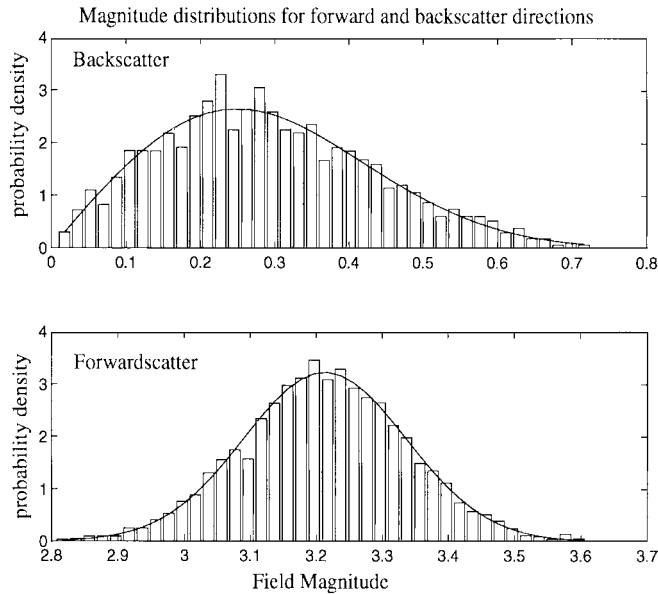 Magnitude distributions for forward and backscatter directions
Backscatter
probability density
4
3
2
1
0
0 0.1 0.2 0.3 0.4 0.5 0.6 0.7 0.8
Forwardscatter
probability density
4
3
2
1
0
2.8 2.9 3 3.1 3.2 3.3 3.4 3.5 3.6 3.7
Field Magnitude